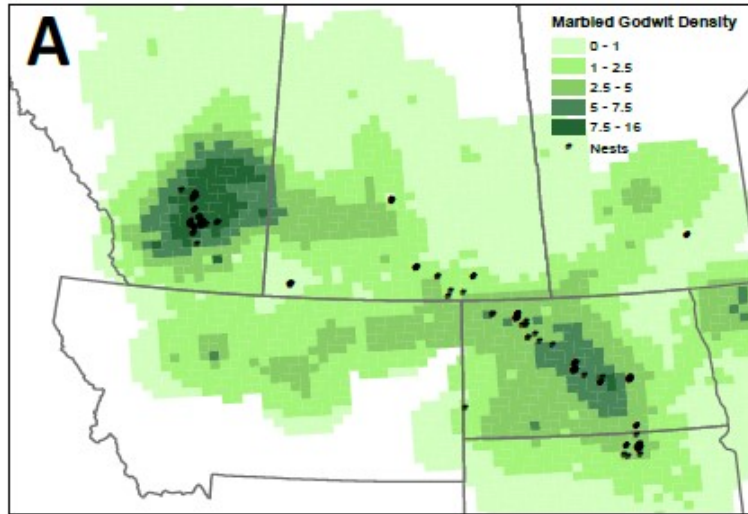 A
Marbled Godwit Density
0 - 1
1 - 2.5
2.5 - 5
5 - 7.5
7.5 - 16
Nests